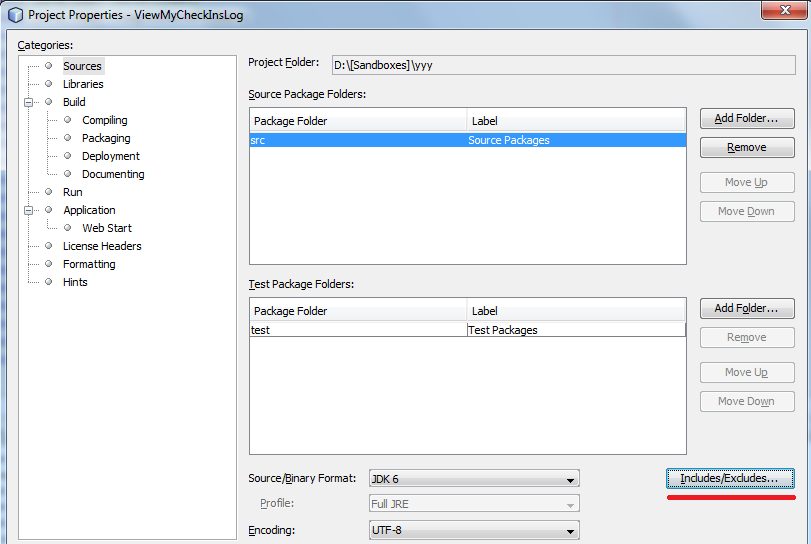 Project Properties - ViewMyCheckInsLog
Categories:
Sources
Libraries
Build
Compiling
Packaging
Deployment
Documenting
Run
Application
Web Start
License Headers
Formatting
Hints
Project Folder: D:\[Sandboxes]\yyy
Source Package Folders:
Package Folder Label
src Source Packages
Add Folder...
Remove
Move Up
Move Down
Test Package Folders:
Package Folder Label
test Test Packages
Add Folder...
Remove
Move Up
Move Down
Source/Binary Format: JDK 6
Includes/Excludes...
Profile: Full JRE
Encoding: UTF-8